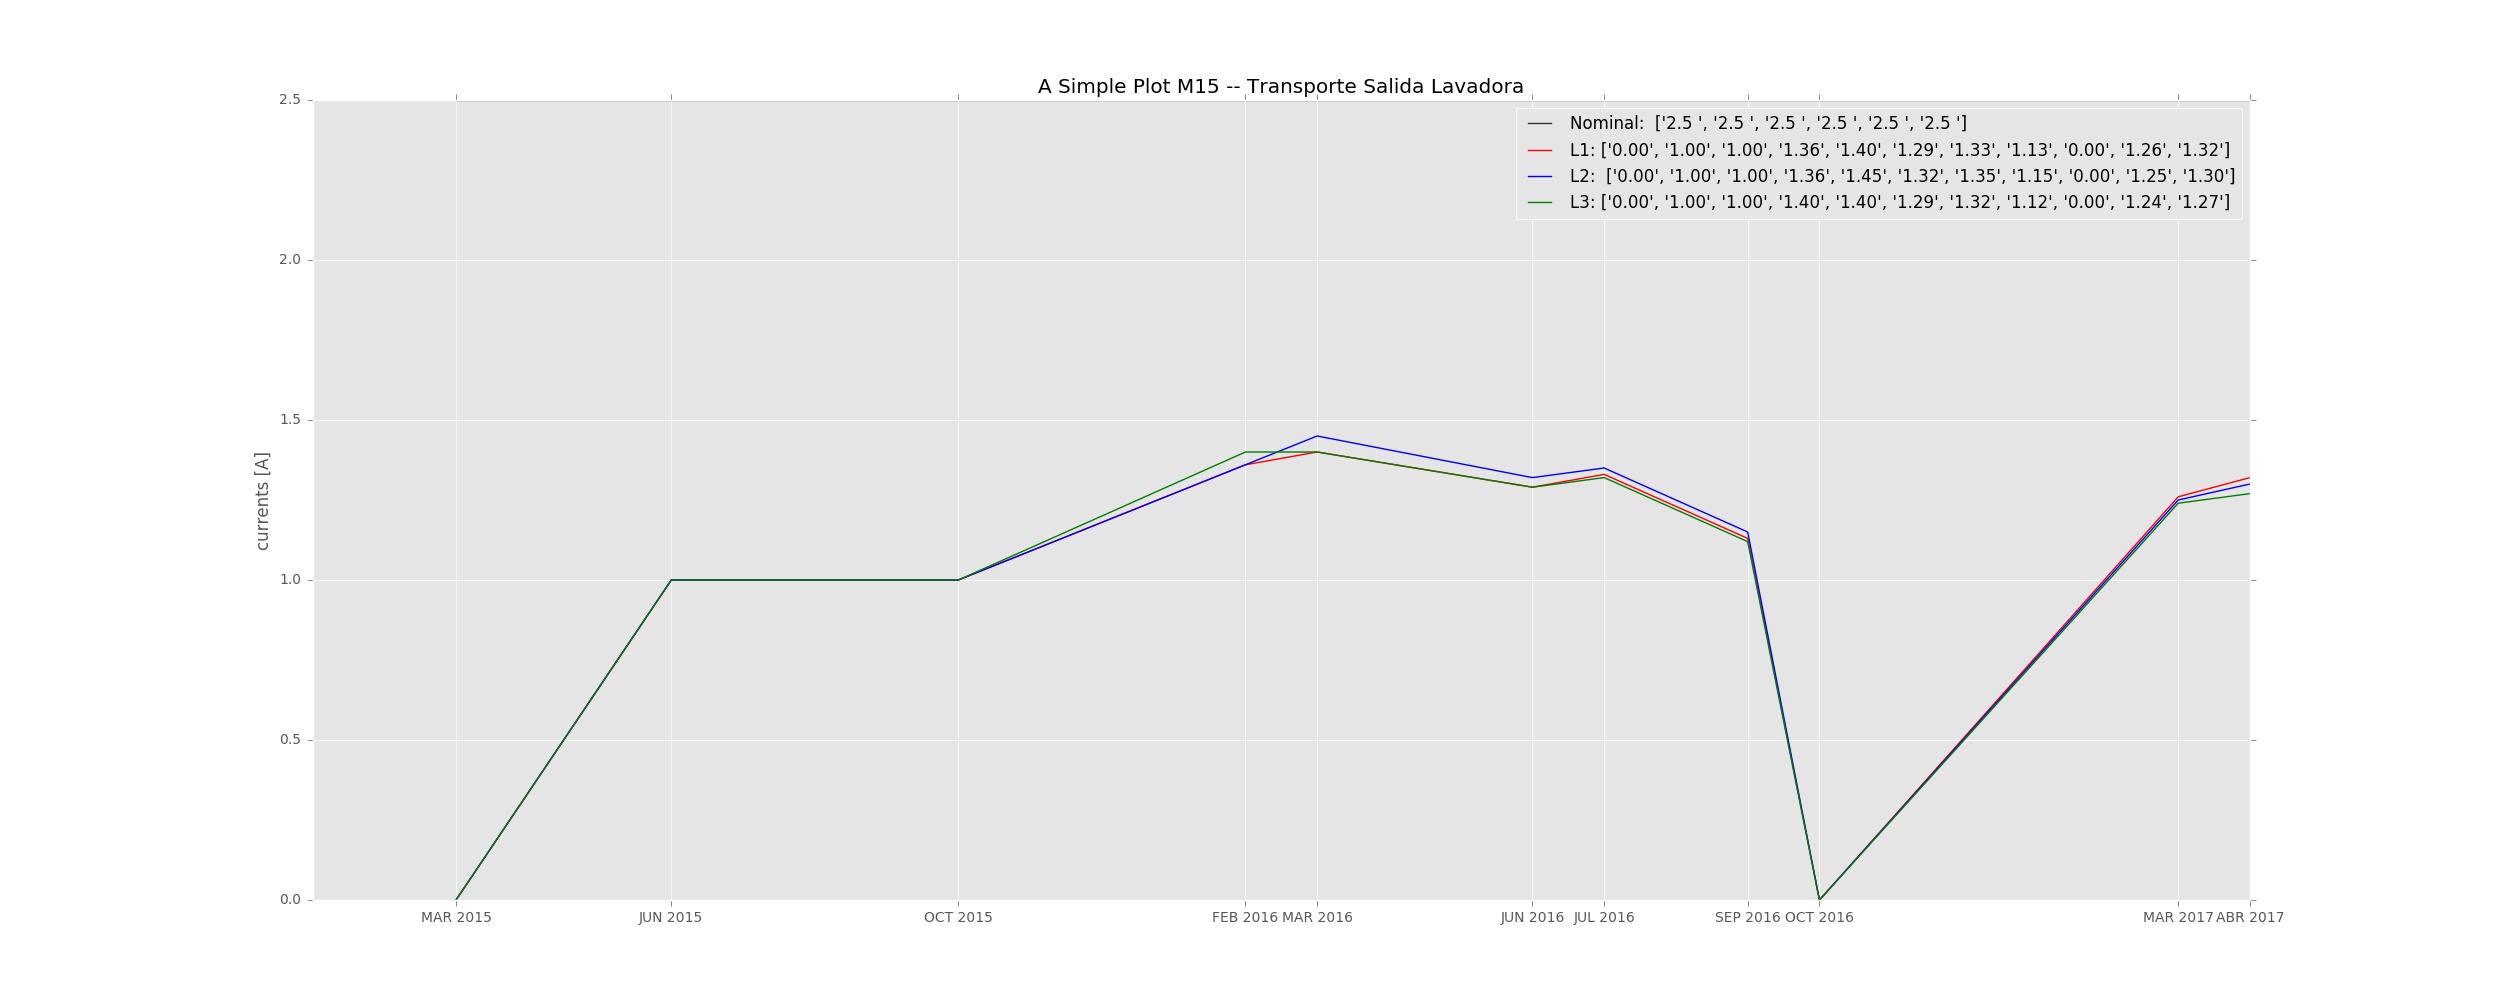 A Simple Plot M15 -- Transporte Salida Lavadora
2.5
2.0
1.5
1.0
0.5
0.0
currents [A]
Nominal:  ['2.5 ', '2.5 ', '2.5 ', '2.5 ', '2.5 ', '2.5 ']
L1: ['0.00', '1.00', '1.00', '1.36', '1.40', '1.29', '1.33', '1.13', '0.00', '1.26', '1.32']
L2:  ['0.00', '1.00', '1.00', '1.36', '1.45', '1.32', '1.35', '1.15', '0.00', '1.25', '1.30']
L3: ['0.00', '1.00', '1.00', '1.40', '1.40', '1.29', '1.32', '1.12', '0.00', '1.24', '1.27']
MAR 2015 JUN 2015 OCT 2015 FEB 2016 MAR 2016 JUN 2016 JUL 2016 SEP 2016 OCT 2016 MAR 2017 ABR 2017